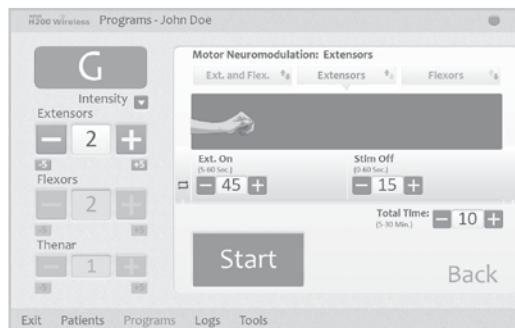 H200 Wireless Programs - John Doe
G
Intensity
Extensors
2
-5 +5
Flexors
2
-5 +5
Thenar
1
-5 +5
Motor Neuromodulation: Extensors
Ext. and Flex. Extensors Flexors
Ext. On Stim Off
(5-60 Sec.) (0-60 Sec.)
45 15
Total Time:
(5-30 Min.)
10
Start
Back
Exit Patients Programs Logs Tools